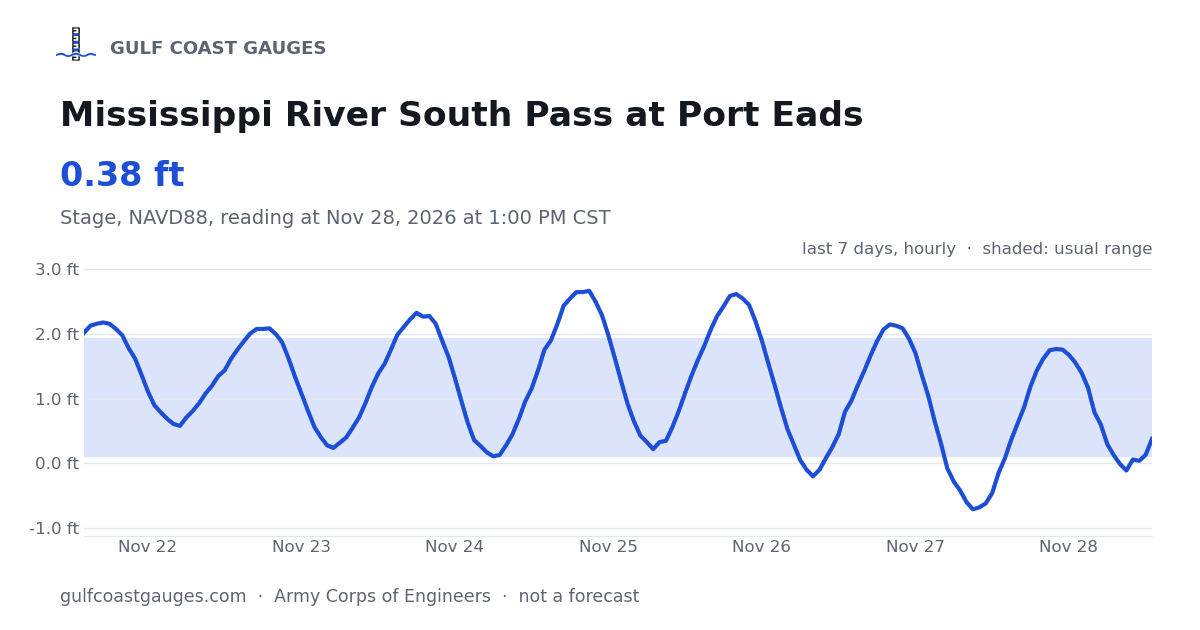 GULF COAST GAUGES
Mississippi River South Pass at Port Eads
0.38 ft
Stage, NAVD88, reading at Nov 28, 2026 at 1:00 PM CST
last 7 days, hourly · shaded: usual range
3.0 ft
2.0 ft
1.0 ft
0.0 ft
-1.0 ft
Nov 22 Nov 23 Nov 24 Nov 25 Nov 26 Nov 27 Nov 28
gulfcoastgauges.com · Army Corps of Engineers · not a forecast